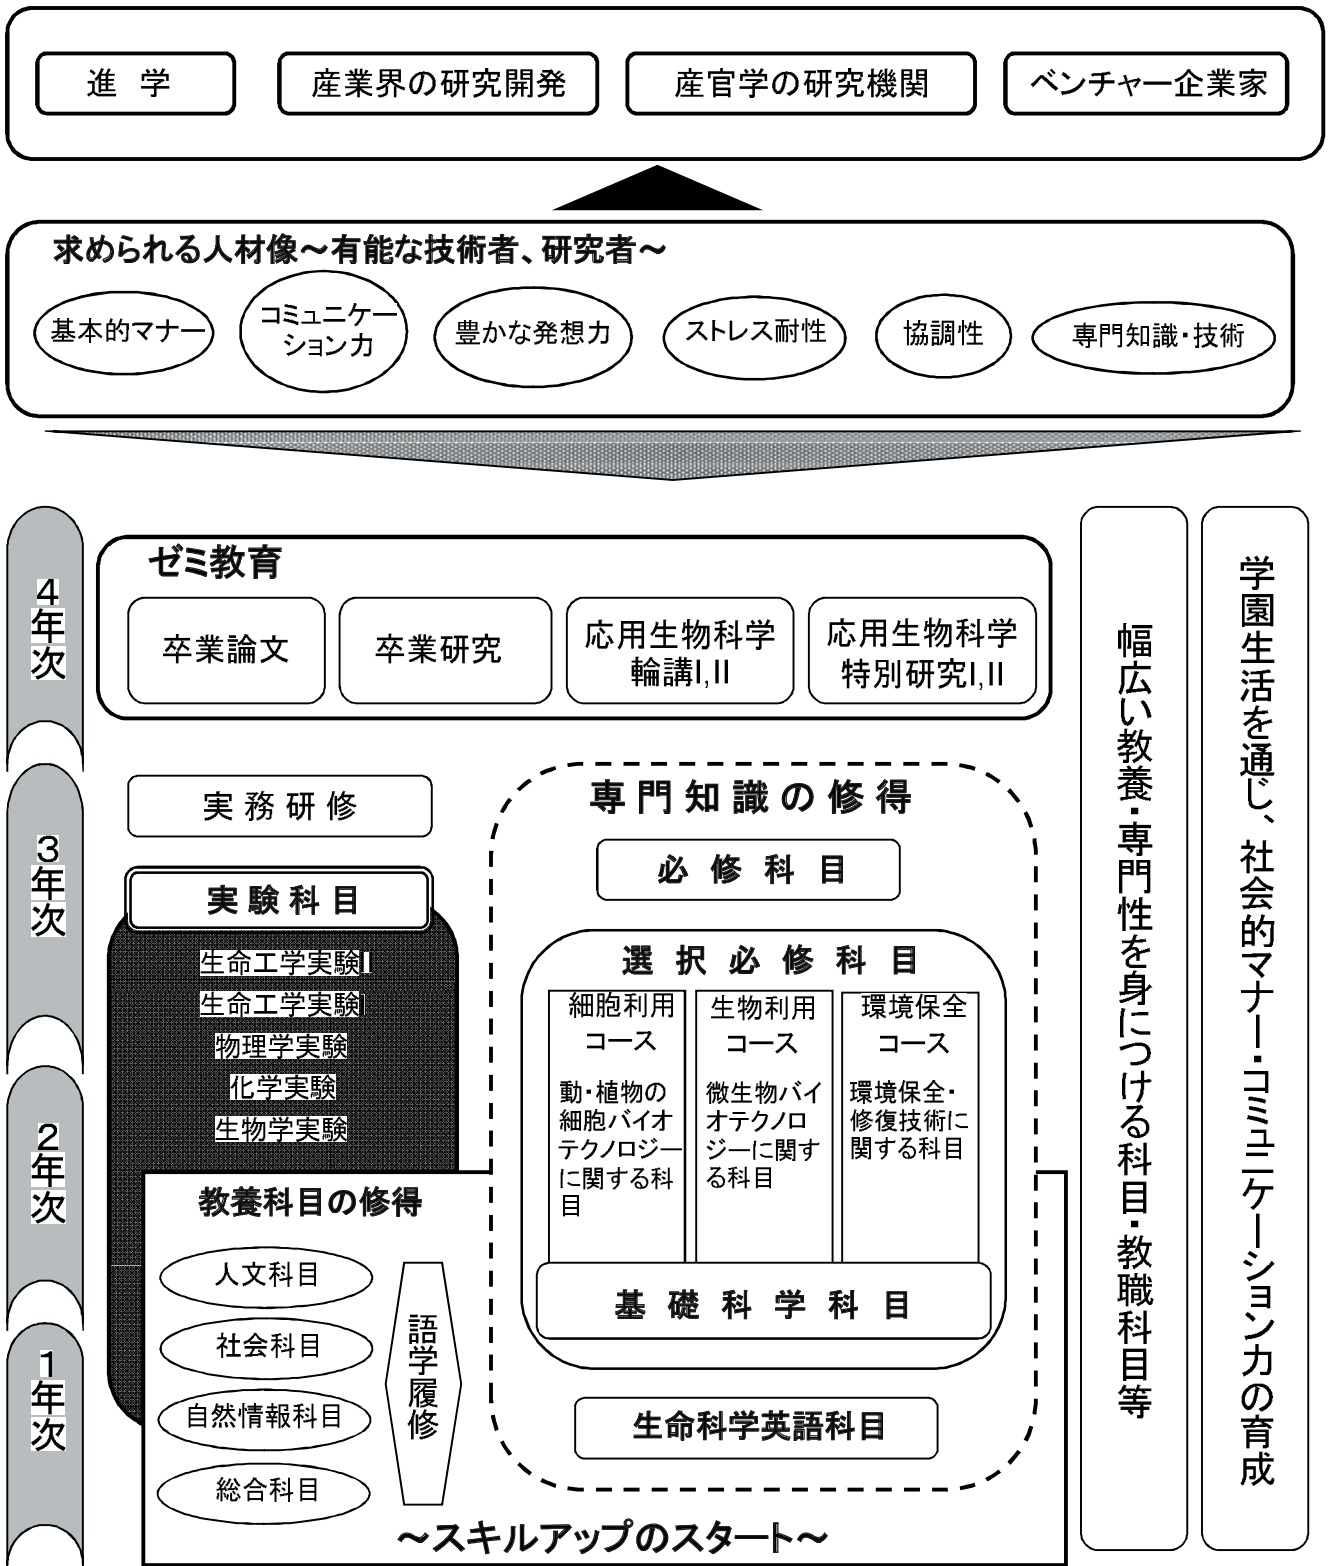 進 学
産業界の研究開発
産官学の研究機関
ベンチャー企業家
求められる人材像～有能な技術者、研究者～
基本的マナー
コミュニケー
ション力
豊かな発想力
ストレス耐性
協調性
専門知識・技術
4年次
ゼミ教育
卒業論文
卒業研究
応用生物科学
輪講I,II
応用生物科学
特別研究I,II
3年次
実務研修
実験科目
生命工学実験I
生命工学実験I
物理学実験
化学実験
生物学実験
専門知識の修得
必修科目
選択必修科目
細胞利用
コース
動・植物の
細胞バイオ
テクノロジー
に関する科
目
生物利用
コース
微生物バイ
オテクノロ
ジーに関す
る科目
環境保全
コース
環境保全・
修復技術に
関する科目
基礎科学科目
生命科学英語科目
2年次
教養科目の修得
人文科目
社会科目
自然情報科目
総合科目
語学履修
1年次
～スキルアップのスタート～
幅広い教養・専門性を身につける科目・教職科目等
学園生活を通じ、社会的マナー・コミュニケーション力の育成